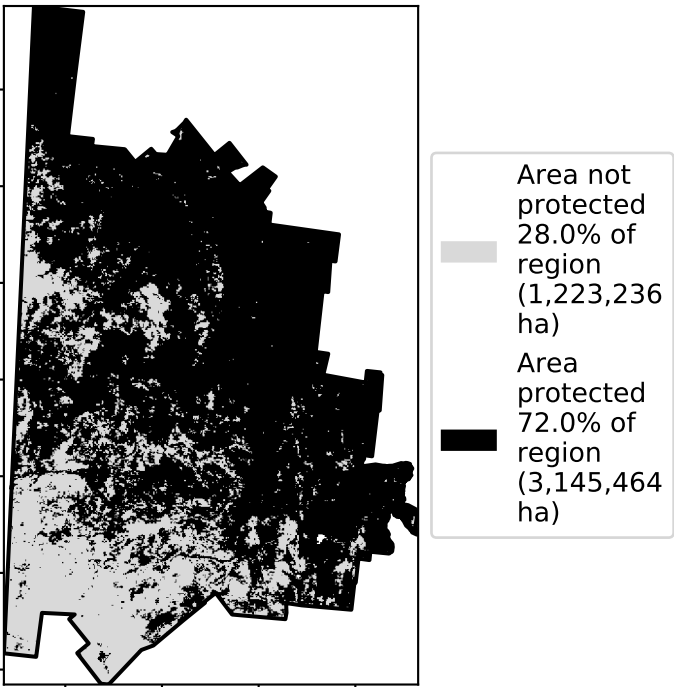 Area not
protected
28.0% of
region
(1,223,236
ha)
Area
protected
72.0% of
region
(3,145,464
ha)